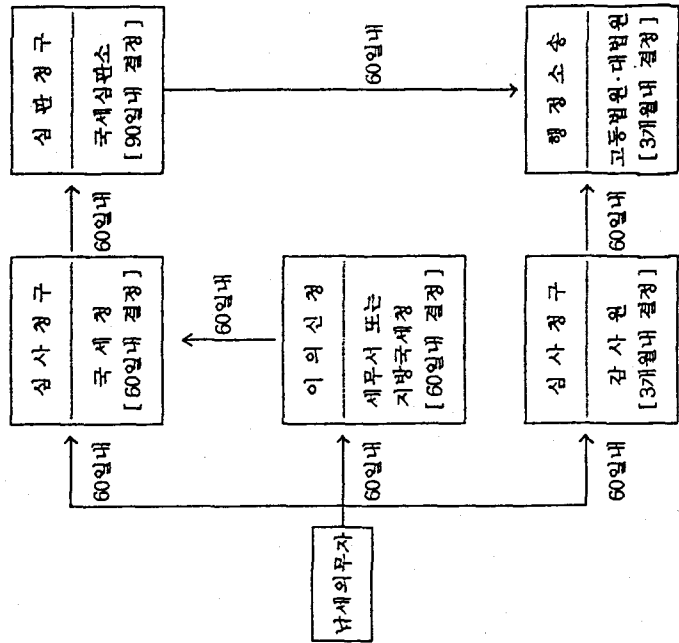 납세의무자
60일내
60일내
60일내
심 사 청 구
국 세 청
[60일내 결정]
60일내
이 의 신 청
세무서 또는
지방국세청
[60일내 결정]
심 사 청 구
감 사 원
[3개월내 결정]
60일내
60일내
심 판 청 구
국세심판소
[90일내 결정]
60일내
행 정 소 송
고등법원·대법원
[3개월내 결정]